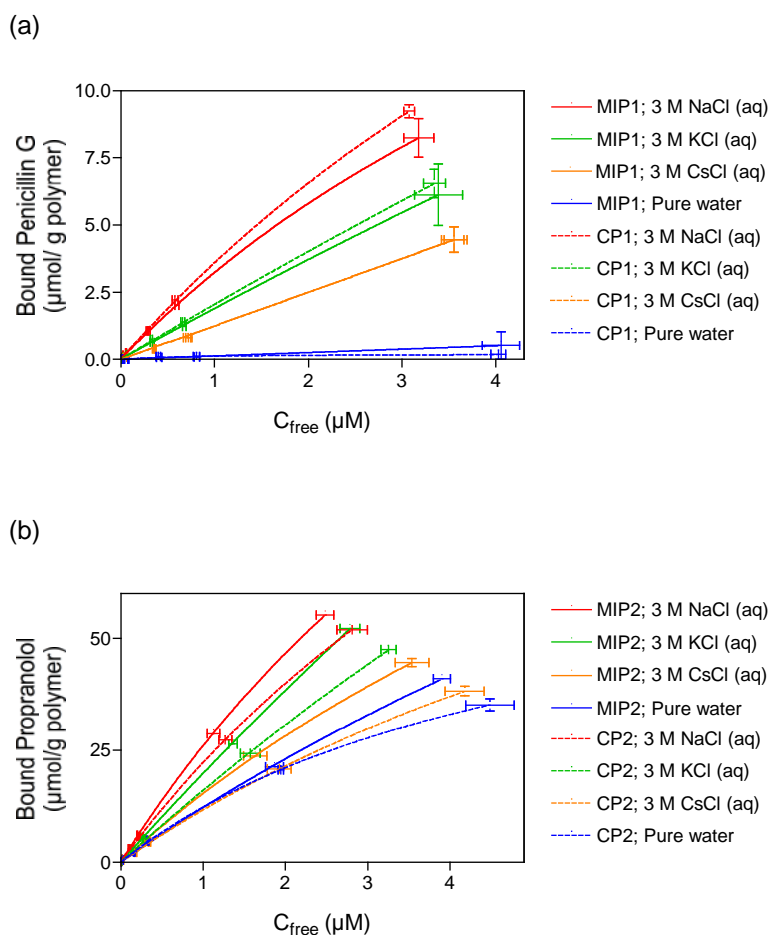 (a)
Bound Penicillin G
(μmol/ g polymer)
10.0
7.5
5.0
2.5
0.0
0 1 2 3 4
C_free (μM)
MIP1; 3 M NaCl (aq)
MIP1; 3 M KCl (aq)
MIP1; 3 M CsCl (aq)
MIP1; Pure water
CP1; 3 M NaCl (aq)
CP1; 3 M KCl (aq)
CP1; 3 M CsCl (aq)
CP1; Pure water
(b)
Bound Propranolol
(μmol/g polymer)
50
25
0
0 1 2 3 4
C_free (μM)
MIP2; 3 M NaCl (aq)
MIP2; 3 M KCl (aq)
MIP2; 3 M CsCl (aq)
MIP2; Pure water
CP2; 3 M NaCl (aq)
CP2; 3 M KCl (aq)
CP2; 3 M CsCl (aq)
CP2; Pure water